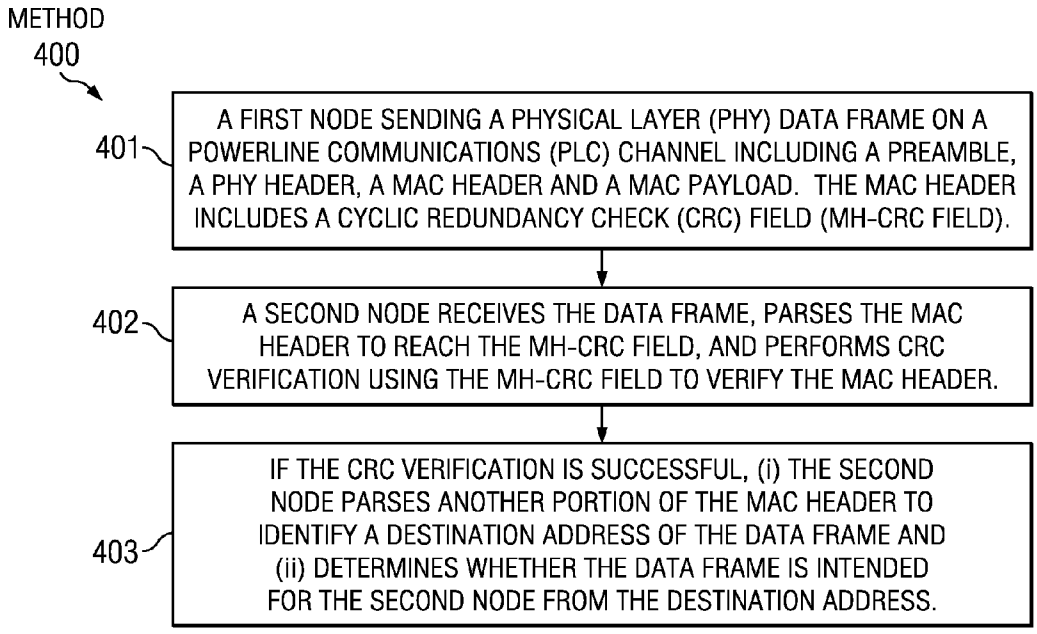 METHOD
400
401
A FIRST NODE SENDING A PHYSICAL LAYER (PHY) DATA FRAME ON A
POWERLINE COMMUNICATIONS (PLC) CHANNEL INCLUDING A PREAMBLE,
A PHY HEADER, A MAC HEADER AND A MAC PAYLOAD. THE MAC HEADER
INCLUDES A CYCLIC REDUNDANCY CHECK (CRC) FIELD (MH-CRC FIELD).
402
A SECOND NODE RECEIVES THE DATA FRAME, PARSES THE MAC
HEADER TO REACH THE MH-CRC FIELD, AND PERFORMS CRC
VERIFICATION USING THE MH-CRC FIELD TO VERIFY THE MAC HEADER.
403
IF THE CRC VERIFICATION IS SUCCESSFUL, (i) THE SECOND
NODE PARSES ANOTHER PORTION OF THE MAC HEADER TO
IDENTIFY A DESTINATION ADDRESS OF THE DATA FRAME AND
(ii) DETERMINES WHETHER THE DATA FRAME IS INTENDED
FOR THE SECOND NODE FROM THE DESTINATION ADDRESS.